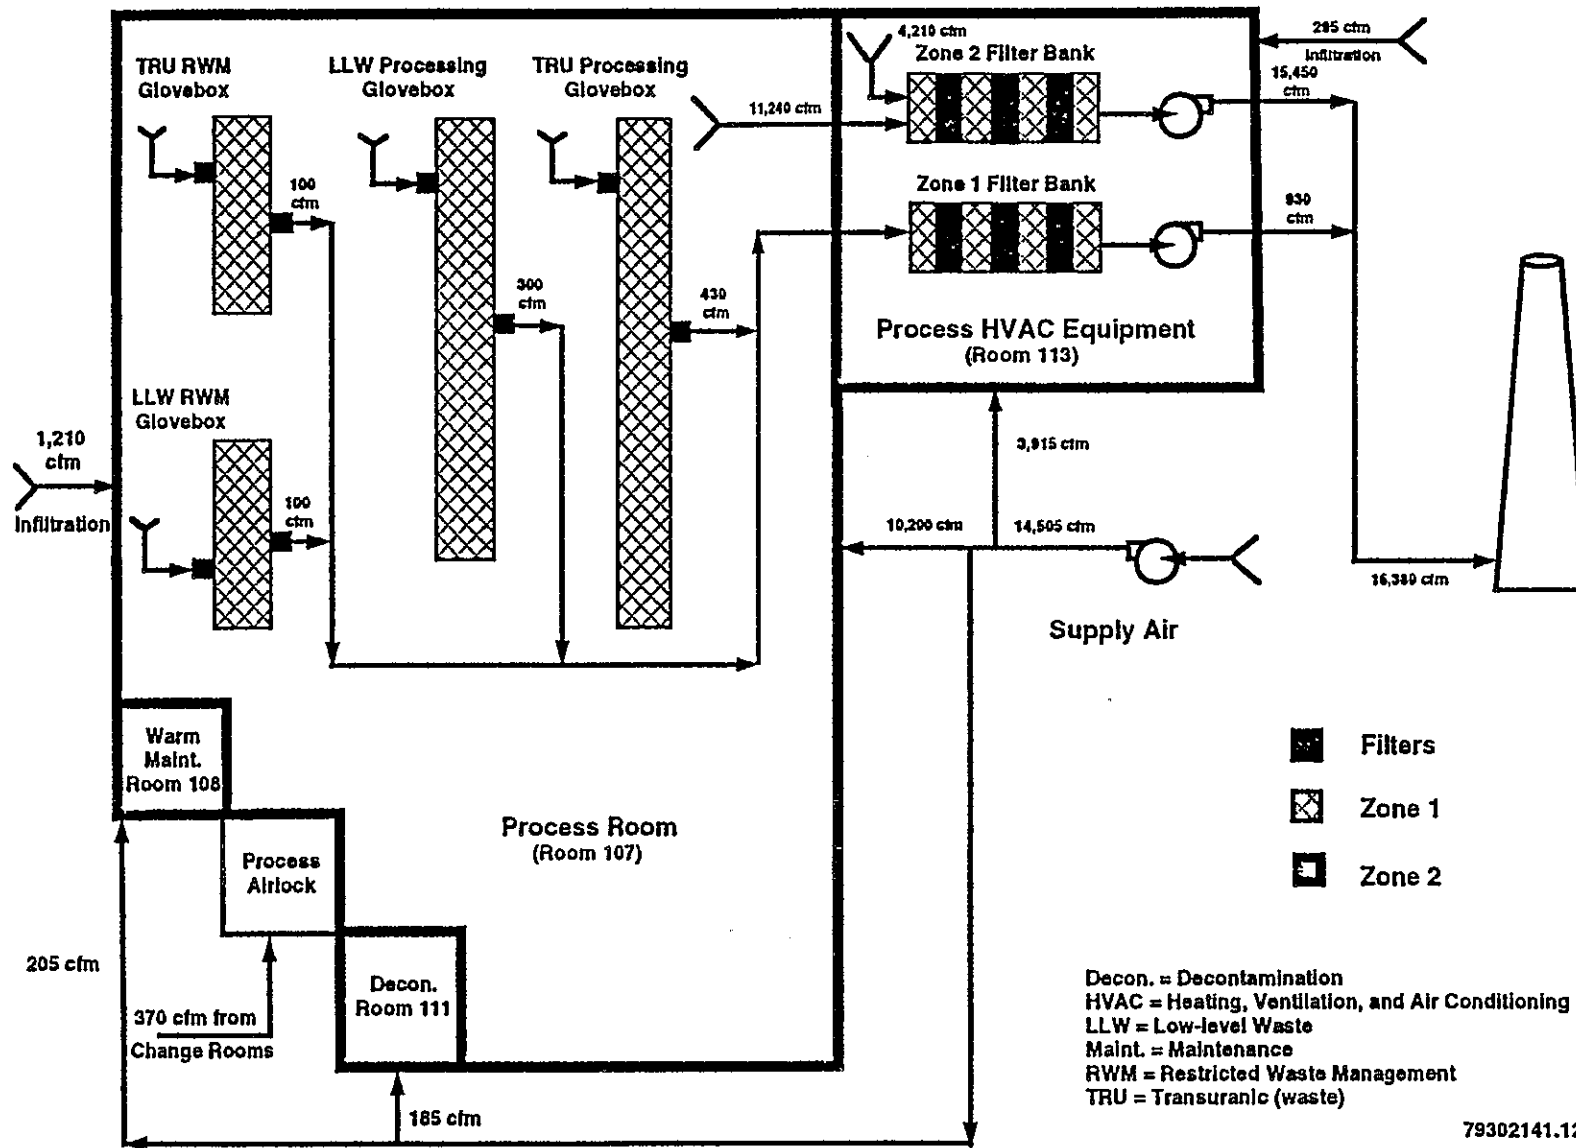 4,210 cfm
295 cfm
Infiltration
TRU RWM
Glovebox
LLW Processing
Glovebox
TRU Processing
Glovebox
Zone 2 Filter Bank
15,450
cfm
11,240 cfm
100
cfm
Zone 1 Filter Bank
930
cfm
300
cfm
430
cfm
Process HVAC Equipment
(Room 113)
LLW RWM
Glovebox
1,210
cfm
Infiltration
100
cfm
3,915 cfm
10,200 cfm
14,505 cfm
16,380 cfm
Supply Air
Warm
Maint.
Room 108
Filters
Zone 1
Zone 2
Process Room
(Room 107)
Process
Airlock
205 cfm
Decon.
Room 111
370 cfm from
Change Rooms
185 cfm
Decon. = Decontamination
HVAC = Heating, Ventilation, and Air Conditioning
LLW = Low-level Waste
Maint. = Maintenance
RWM = Restricted Waste Management
TRU = Transuranic (waste)
79302141.12